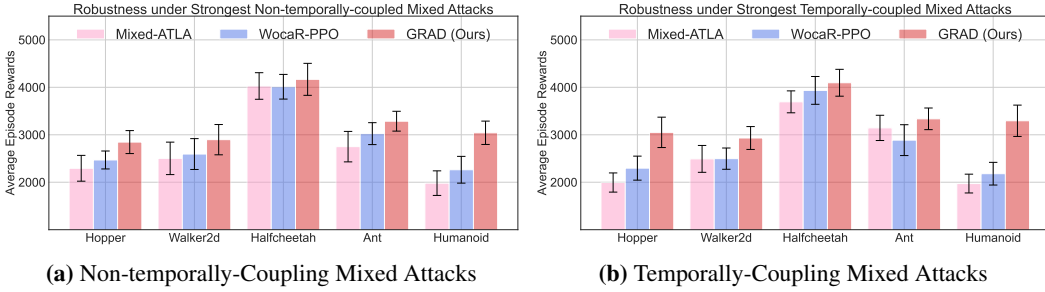 Robustness under Strongest Non-temporally-coupled Mixed Attacks
Mixed-ATLA WocaR-PPO GRAD (Ours)
Average Episode Rewards
5000
4000
3000
2000
Hopper Walker2d Halfcheetah Ant Humanoid
(a) Non-temporally-Coupling Mixed Attacks
Robustness under Strongest Temporally-coupled Mixed Attacks
Mixed-ATLA WocaR-PPO GRAD (Ours)
Average Episode Rewards
5000
4000
3000
2000
Hopper Walker2d Halfcheetah Ant Humanoid
(b) Temporally-Coupling Mixed Attacks